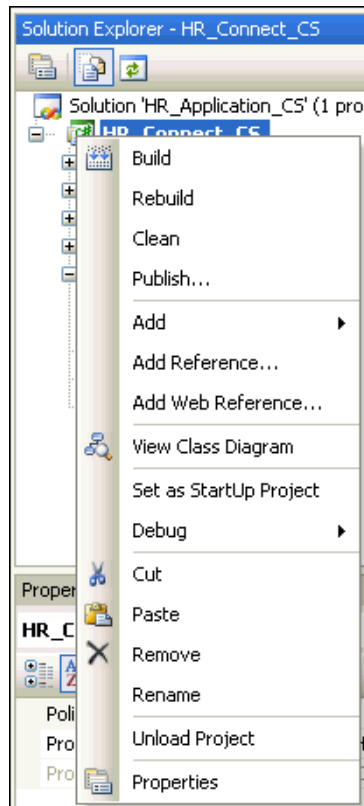 Solution Explorer - HR_Connect_CS
Solution 'HR_Application_CS' (1 pro
HR_Connect_CS
Build
Rebuild
Clean
Publish...
Add
Add Reference...
Add Web Reference...
View Class Diagram
Set as StartUp Project
Debug
Cut
Paste
Remove
Rename
Unload Project
Properties
Proper
HR_C
Poli
Pro
Pro